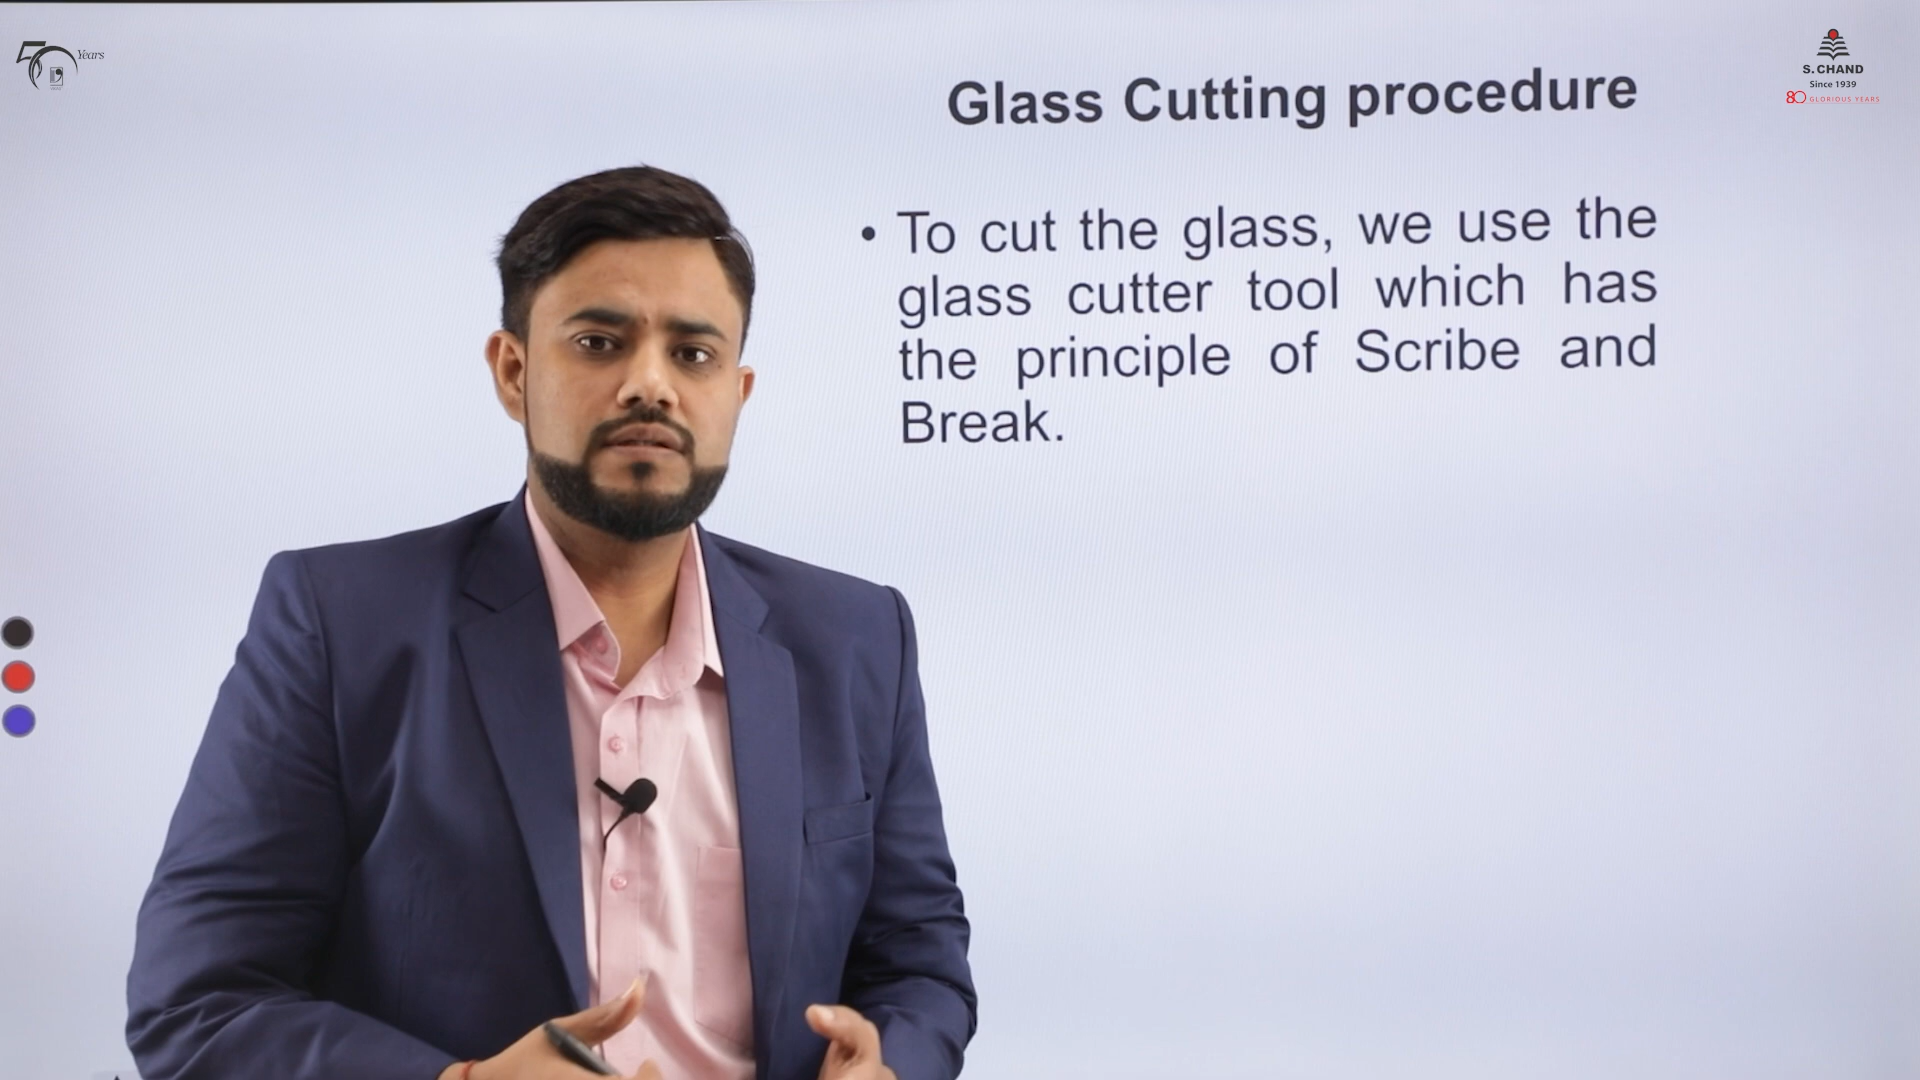 50 Years
S. CHAND
Since 1939
80 GLORIOUS YEARS
Glass Cutting procedure
• To cut the glass, we use the
glass cutter tool which has
the principle of Scribe and
Break.